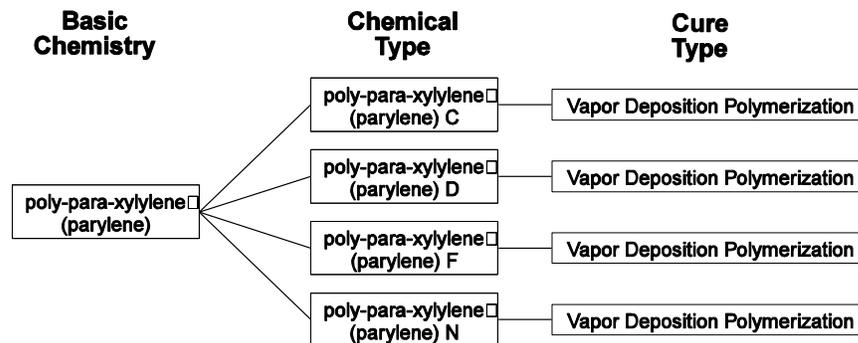 Basic
Chemistry
Chemical
Type
Cure
Type
poly-para-xylylene
(parylene)
poly-para-xylylene
(parylene) C
Vapor Deposition Polymerization
poly-para-xylylene
(parylene) D
Vapor Deposition Polymerization
poly-para-xylylene
(parylene) F
Vapor Deposition Polymerization
poly-para-xylylene
(parylene) N
Vapor Deposition Polymerization